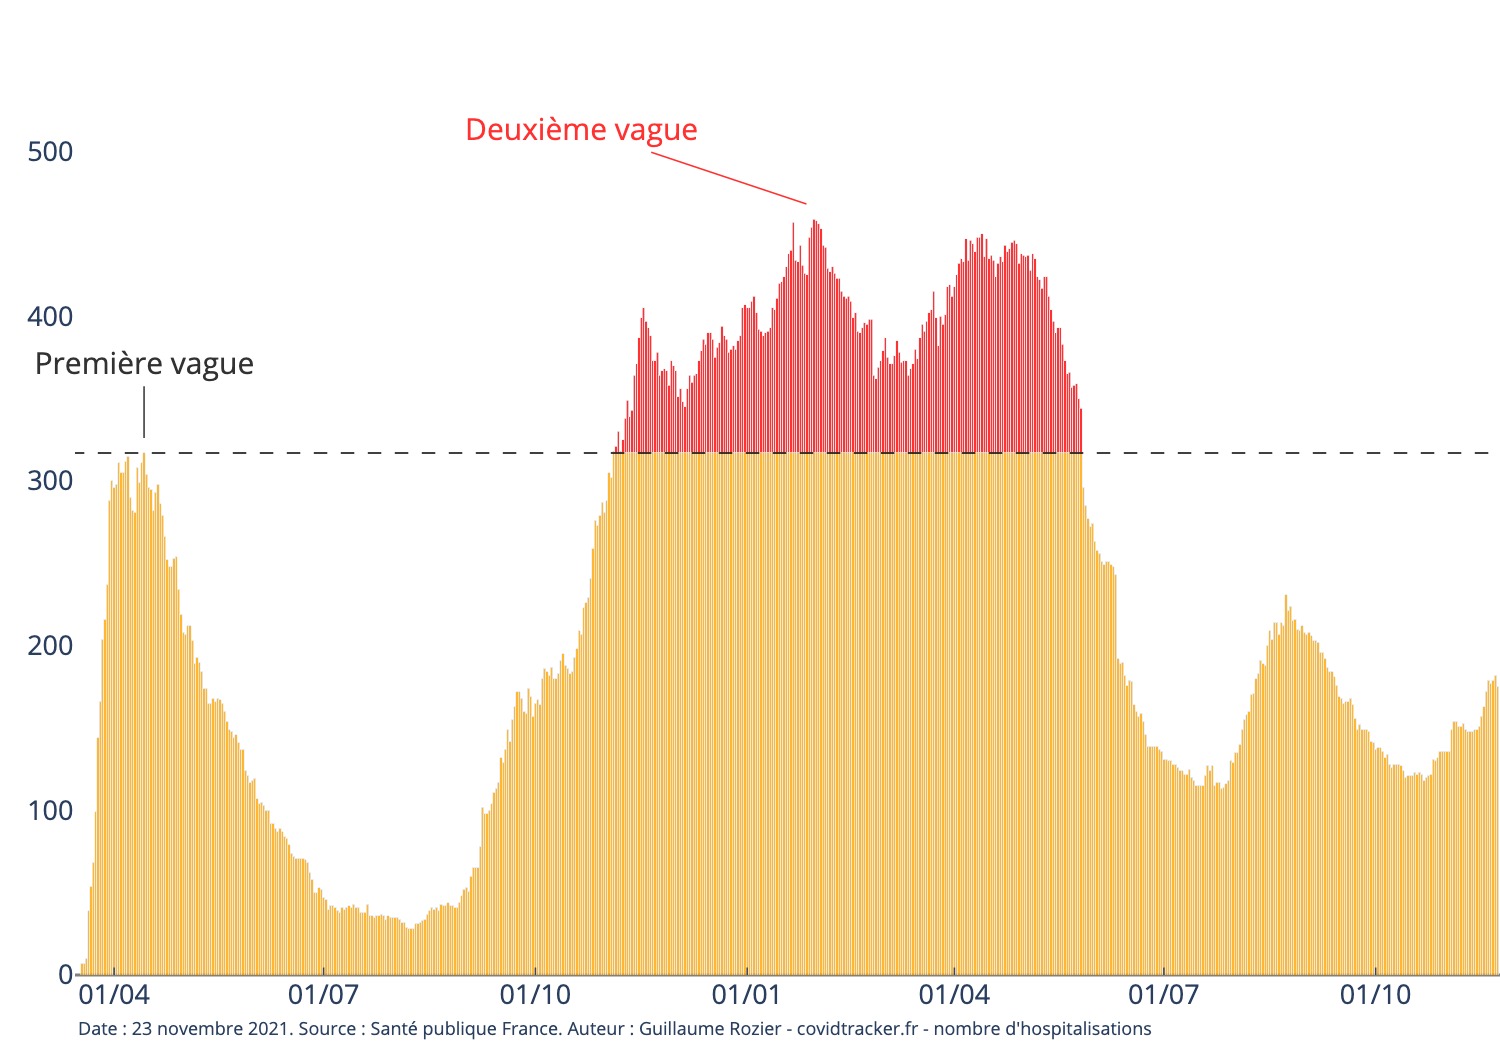 Deuxième vague
500
400
Première vague
300
200
100
0
01/04 01/07 01/10 01/01 01/04 01/07 01/10
Date : 23 novembre 2021. Source : Santé publique France. Auteur : Guillaume Rozier - covidtracker.fr - nombre d'hospitalisations